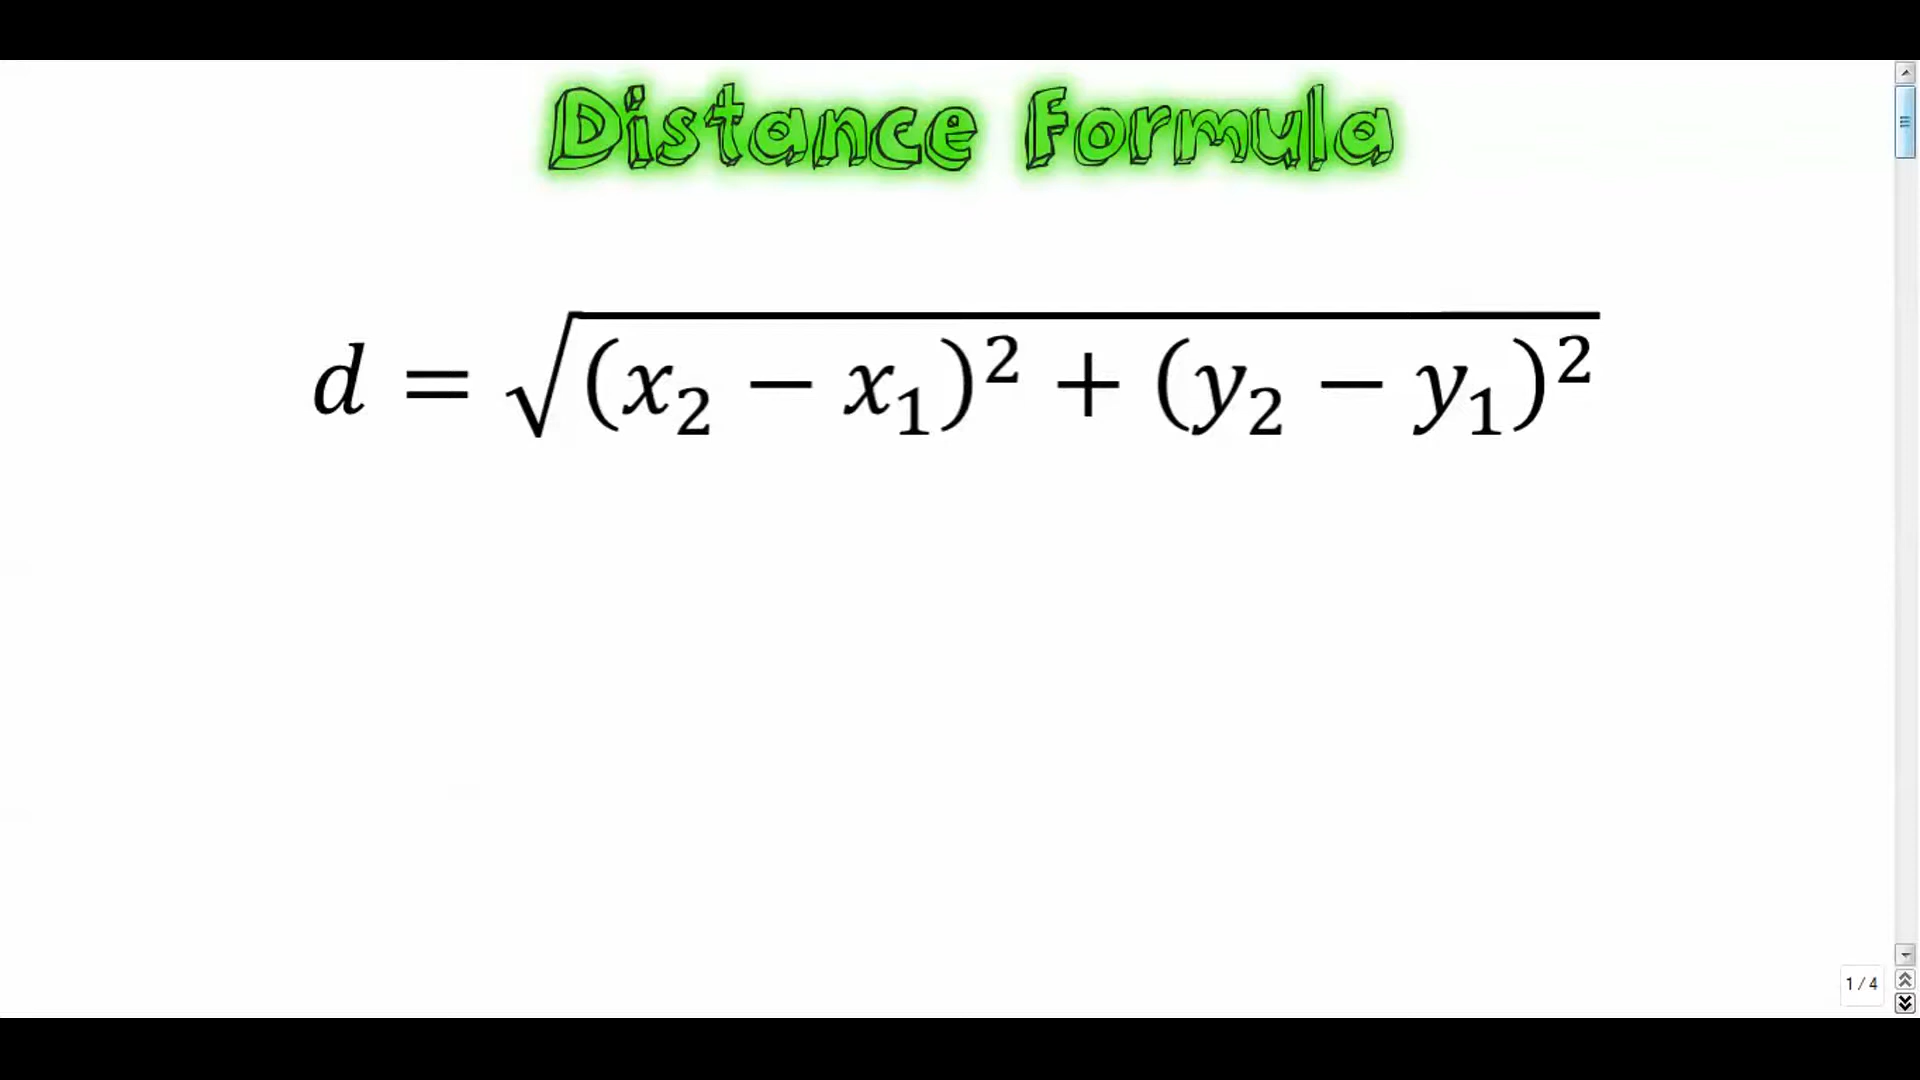 Distance Formula
d = √(x₂ − x₁)² + (y₂ − y₁)²
1 / 4